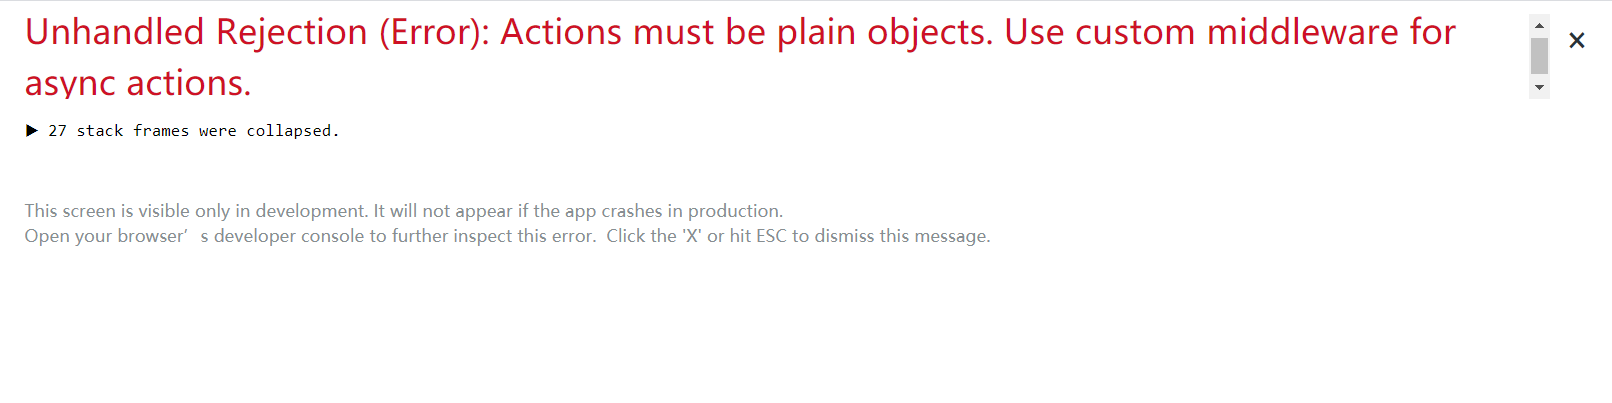 Unhandled Rejection (Error): Actions must be plain objects. Use custom middleware for
async actions.
▶ 27 stack frames were collapsed.
This screen is visible only in development. It will not appear if the app crashes in production.
Open your browser’s developer console to further inspect this error.  Click the 'X' or hit ESC to dismiss this message.